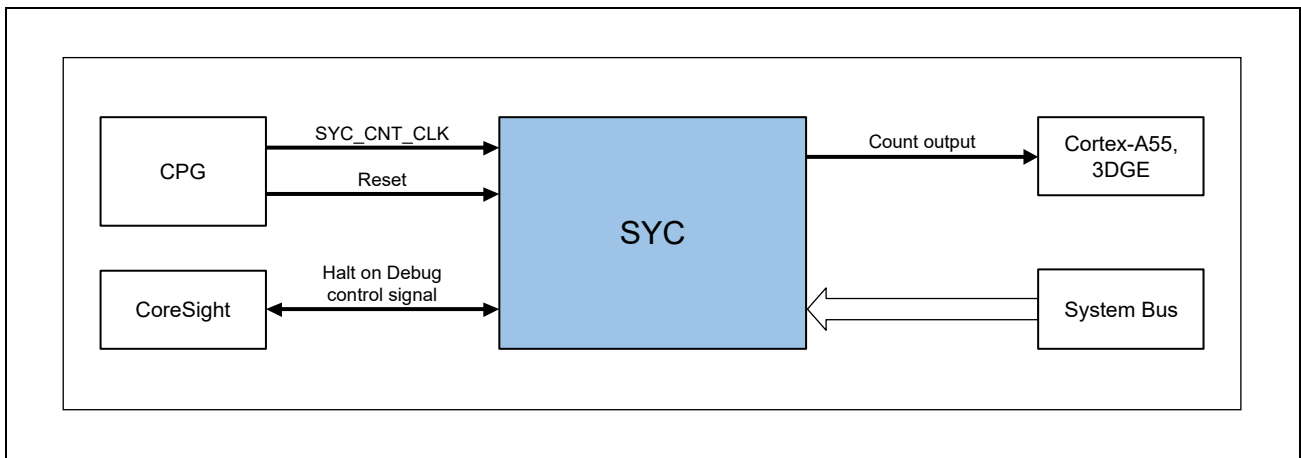 CPG
SYC_CNT_CLK
Reset
CoreSight
Halt on Debug
control signal
SYC
Count output
Cortex-A55,
3DGE
System Bus